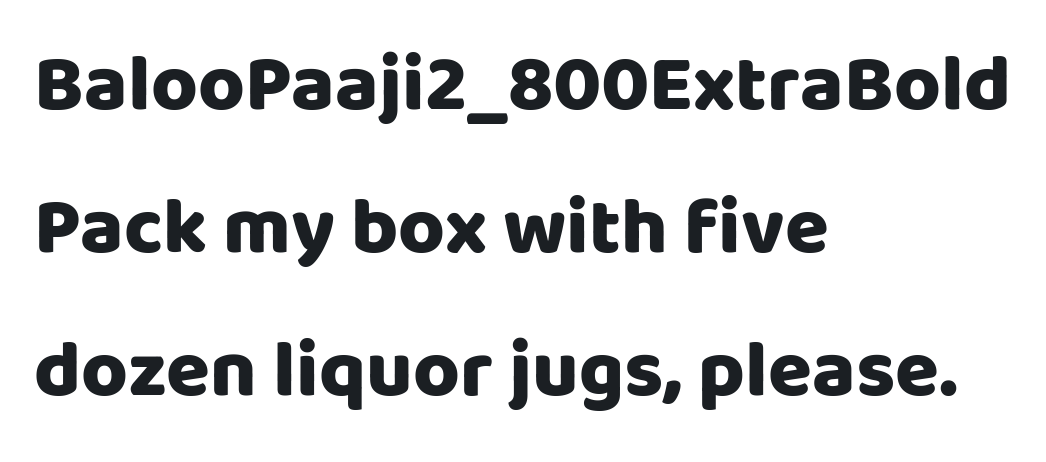 BalooPaaji2_800ExtraBold
Pack my box with five
dozen liquor jugs, please.